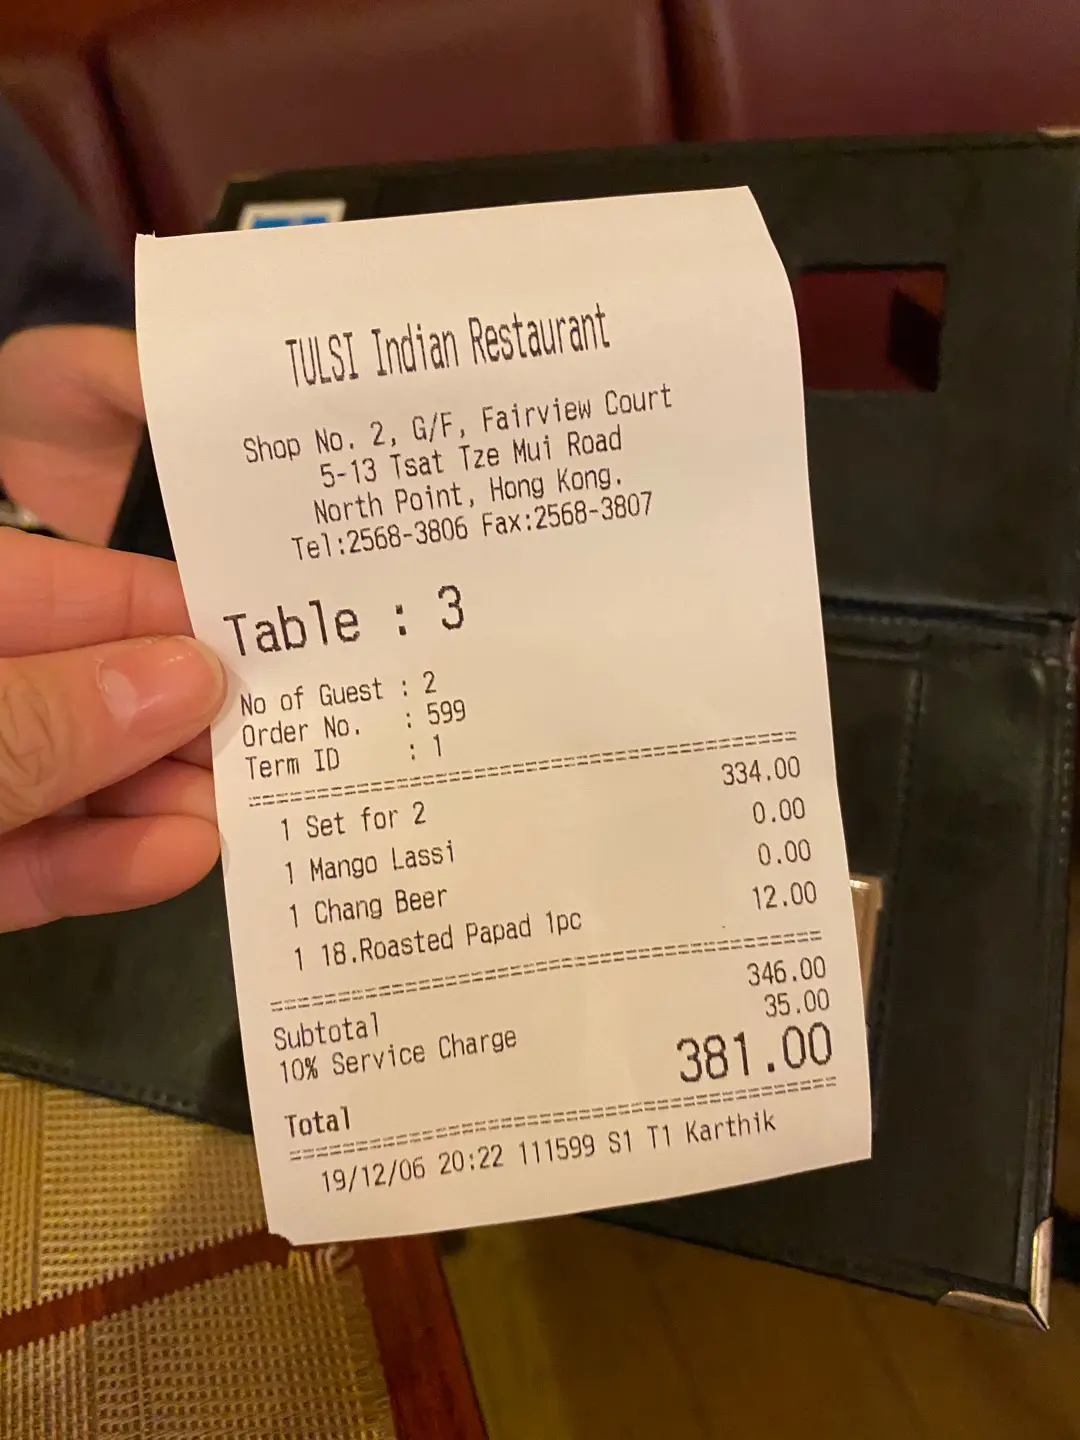 TULSI Indian Restaurant
Shop No. 2, G/F, Fairview Court
5-13 Tsat Tze Mui Road
North Point, Hong Kong.
Tel:2568-3806 Fax:2568-3807
Table : 3
No of Guest : 2
Order No. : 599
Term ID : 1
1 Set for 2 334.00
1 Mango Lassi 0.00
1 Chang Beer 0.00
1 18.Roasted Papad 1pc 12.00
Subtotal 346.00
10% Service Charge 35.00
Total 381.00
19/12/06 20:22 111599 S1 T1 Karthik